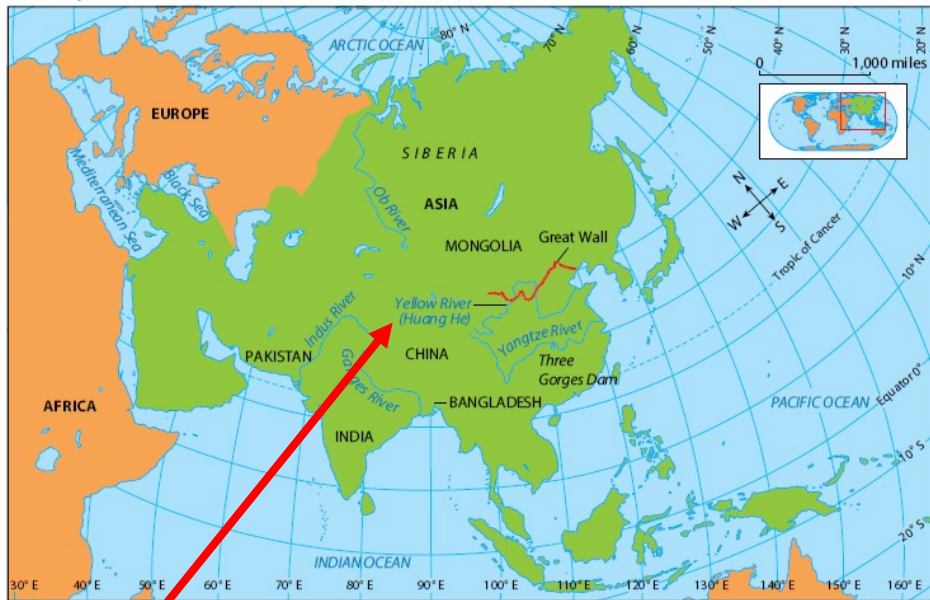 ARCTIC OCEAN
80° N
70° N
60° N
50° N
40° N
30° N
20° N
0 1,000 miles
EUROPE
SIBERIA
Mediterranean Sea
Black Sea
Ob River
ASIA
N
E
W
S
MONGOLIA
Great Wall
Tropic of Cancer
10° N
Yellow River
(Huang He)
Indus River
Yangtze River
PAKISTAN
CHINA
Three
Gorges Dam
Ganges River
Equator 0°
AFRICA
BANGLADESH
PACIFIC OCEAN
INDIA
10° S
20° S
INDIAN OCEAN
30° E 40° E 50° E 60° E 70° E 80° E 90° E 100° E 110° E 120° E 130° E 140° E 150° E 160° E